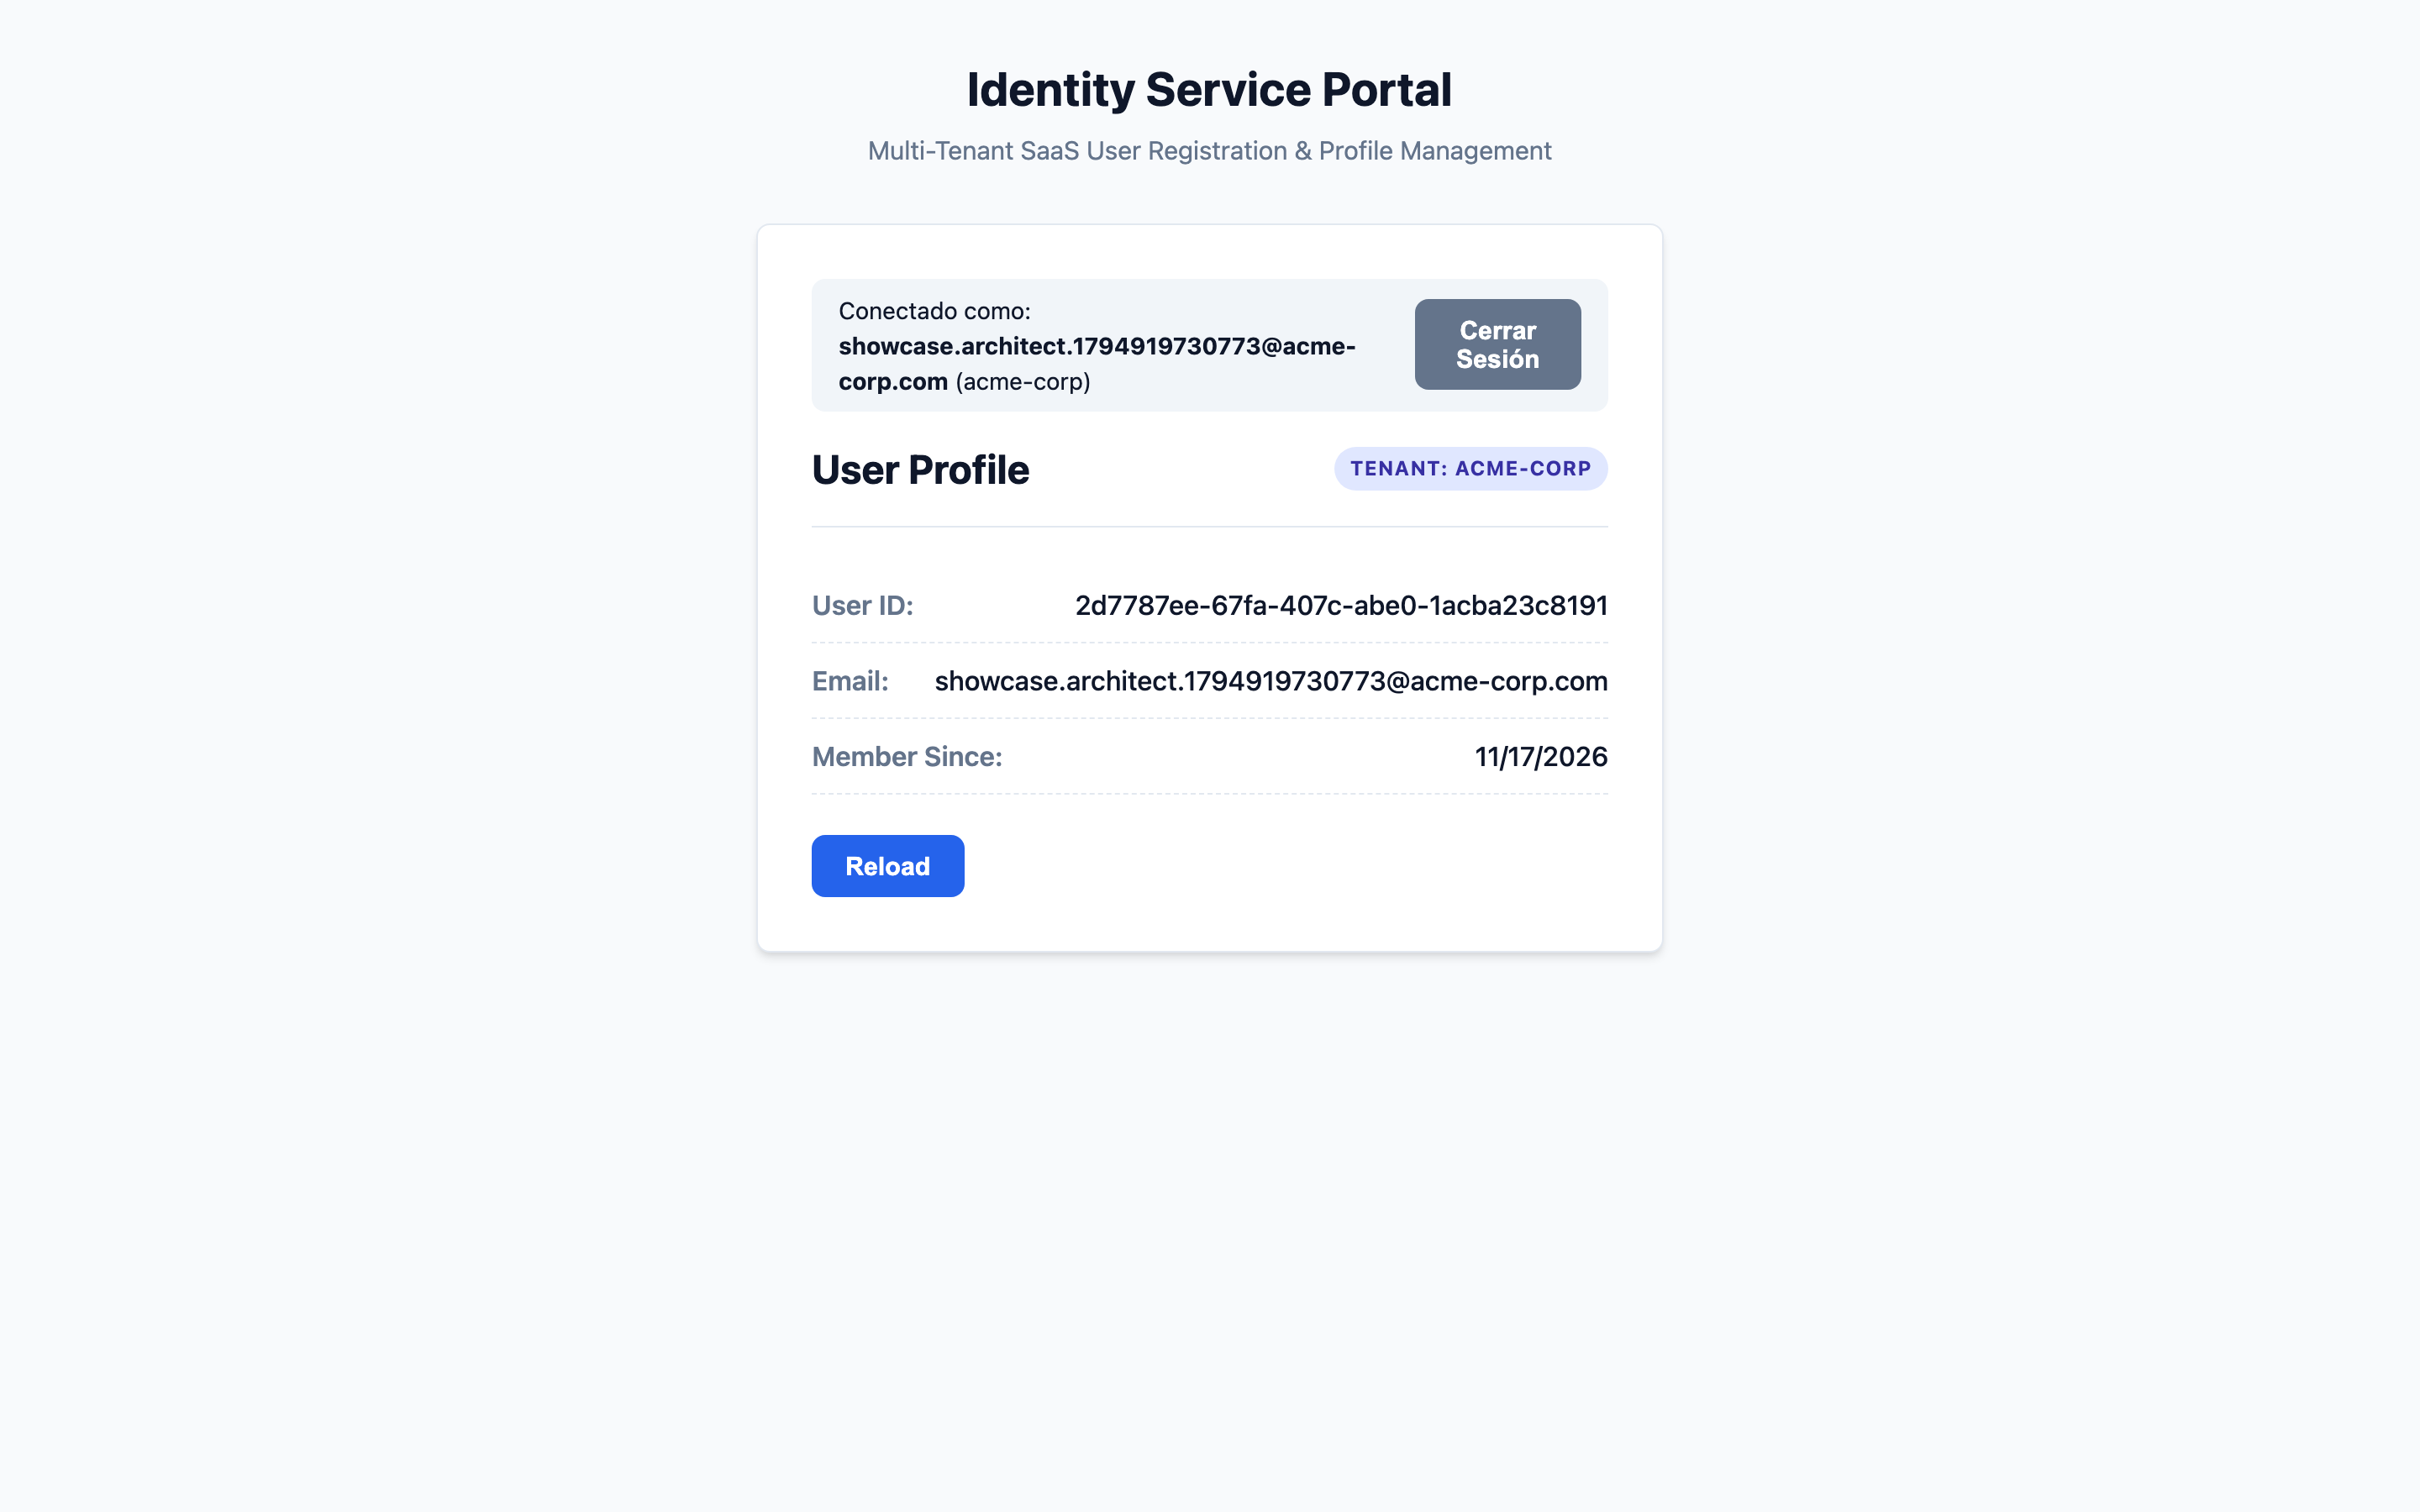 Identity Service Portal
Multi-Tenant SaaS User Registration & Profile Management
Conectado como:
showcase.architect.1794919730773@acme-
corp.com (acme-corp)
Cerrar
Sesión
User Profile
TENANT: ACME-CORP
User ID: 2d7787ee-67fa-407c-abe0-1acba23c8191
Email: showcase.architect.1794919730773@acme-corp.com
Member Since: 11/17/2026
Reload